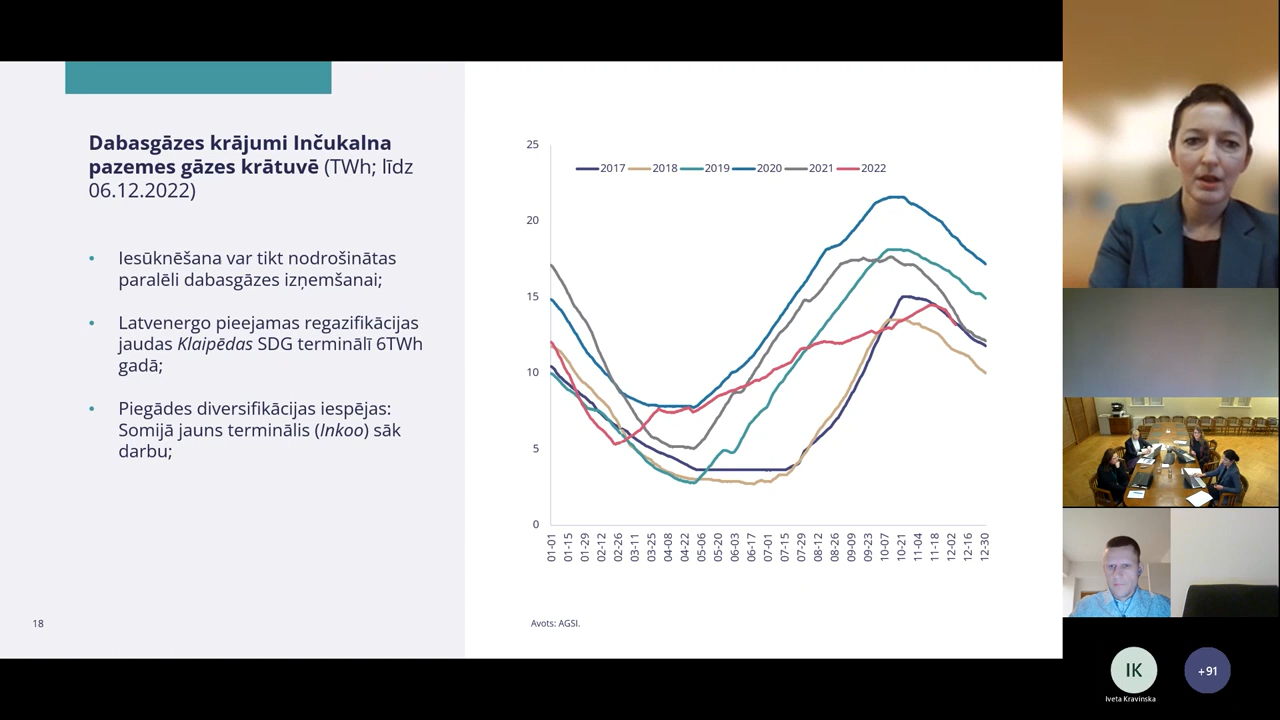 Dabasgāzes krājumi Inčukalna
pazemes gāzes krātuvē (TWh; līdz
06.12.2022)
• Iesūknēšana var tikt nodrošinātas
paralēli dabasgāzes izņemšanai;
• Latvenergo pieejamas regazifikācijas
jaudas Klaipēdas SDG terminālī 6TWh
gadā;
• Piegādes diversifikācijas iespējas:
Somijā jauns terminālis (Inkoo) sāk
darbu;
18
2017 2018 2019 2020 2021 2022
25
20
15
10
5
0
01-01 01-15 01-29 02-12 02-26 03-11 03-25 04-08 04-22 05-06 05-20 06-03 06-17 07-01 07-15 07-29 08-12 08-26 09-09 09-23 10-07 10-21 11-04 11-18 12-02 12-16 12-30
Avots: AGSI.
IK
Iveta Kravinska
+91